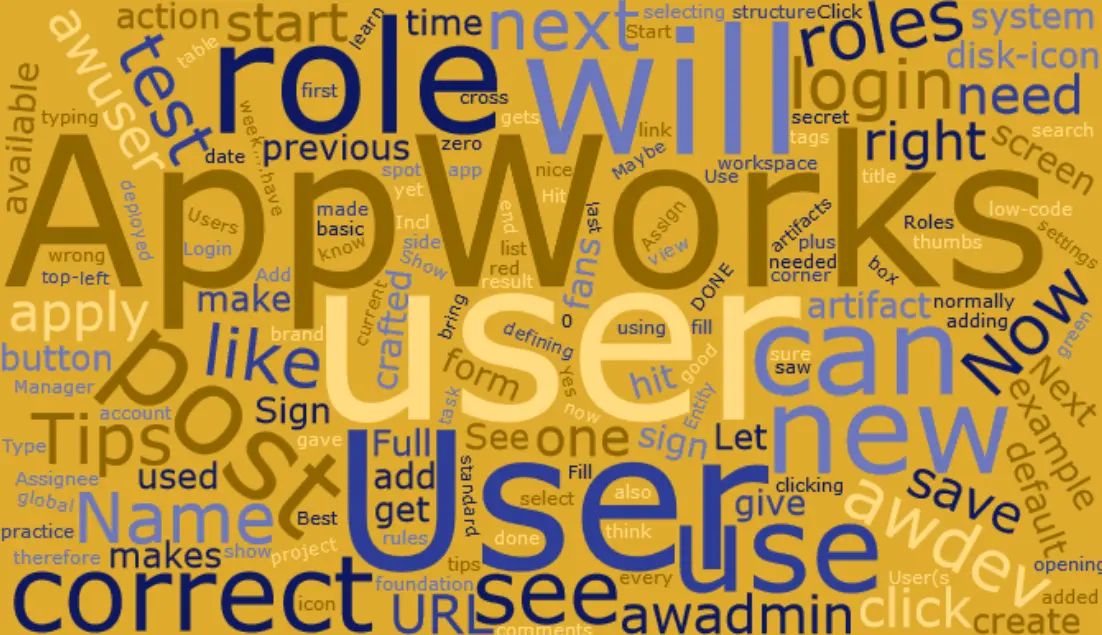 action
start
learn
time
next
selecting
structure
Click
roles
system
table
awuser
test
role
Start
will
disk-icon
available
typing
first
cross
gets
login
need
secret
link
tags
right
screen
search
date
previous
zero
week,...have
nice
Maybe
workspace
Use
title
spot
app
AppWorks
deployed
Users
made
basic
know
yet
Hit
Incl
end
last
Assign
view
artifacts
plus
needed
corner
Roles
thumbs
low-code
settings
wrong
top-left
Login
Add
side
Show
list
red
result
fans
box
DONE
make
current
crafted
bring
apply
brand
user
0
using
fill
artifact
normally
adding
Now
green
button
like
defining
form
yes
now
hit
good
Entity
sure
saw
can
Manager
post
account
Sign
task
Next
example
Type
Tips
gave
Full
See
one
sign
Let
new
default
Assignee
used
add
standard
Fill
clicking
save
global
Name
get
User
select
also
give
awdev
practice
Best
rules
done
think
use
therefore
makes
show
project
tips
every
opening
correct
icon
foundation
URL
see
comments
awadmin
User(s
click
added
create